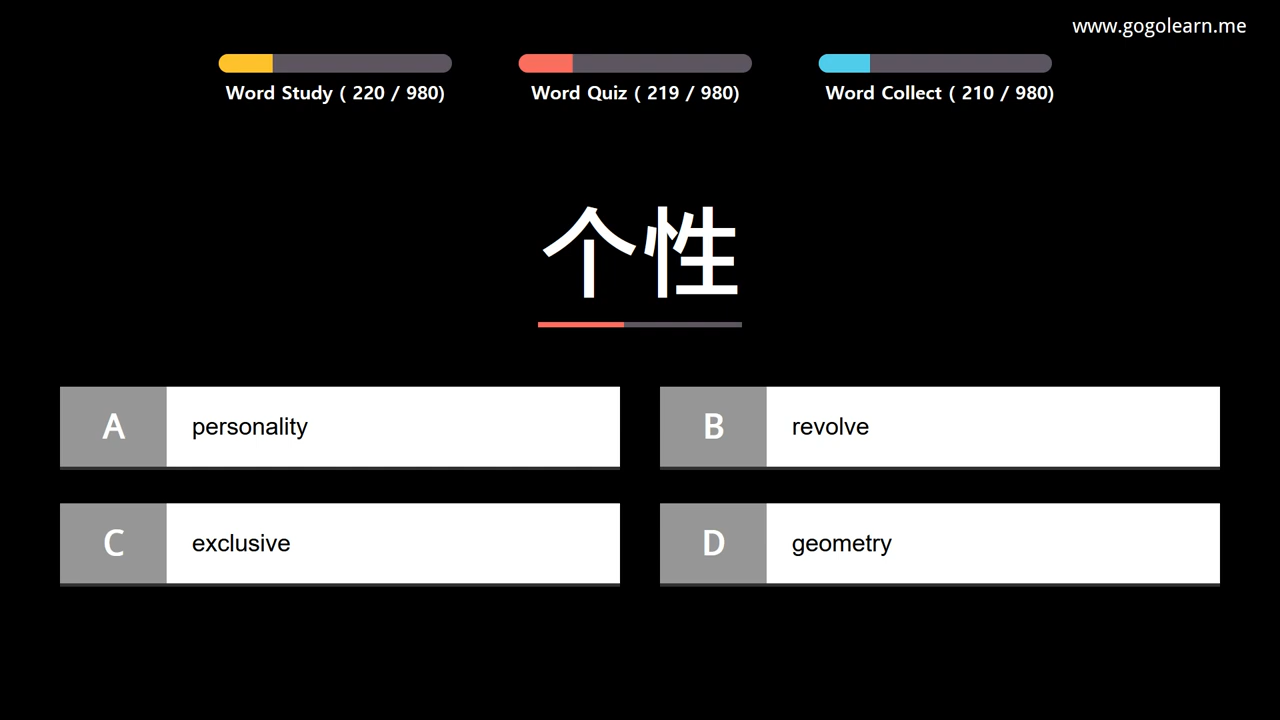 www.gogolearn.me
Word Study ( 220 / 980)
Word Quiz ( 219 / 980)
Word Collect ( 210 / 980)
个性
A personality
B revolve
C exclusive
D geometry